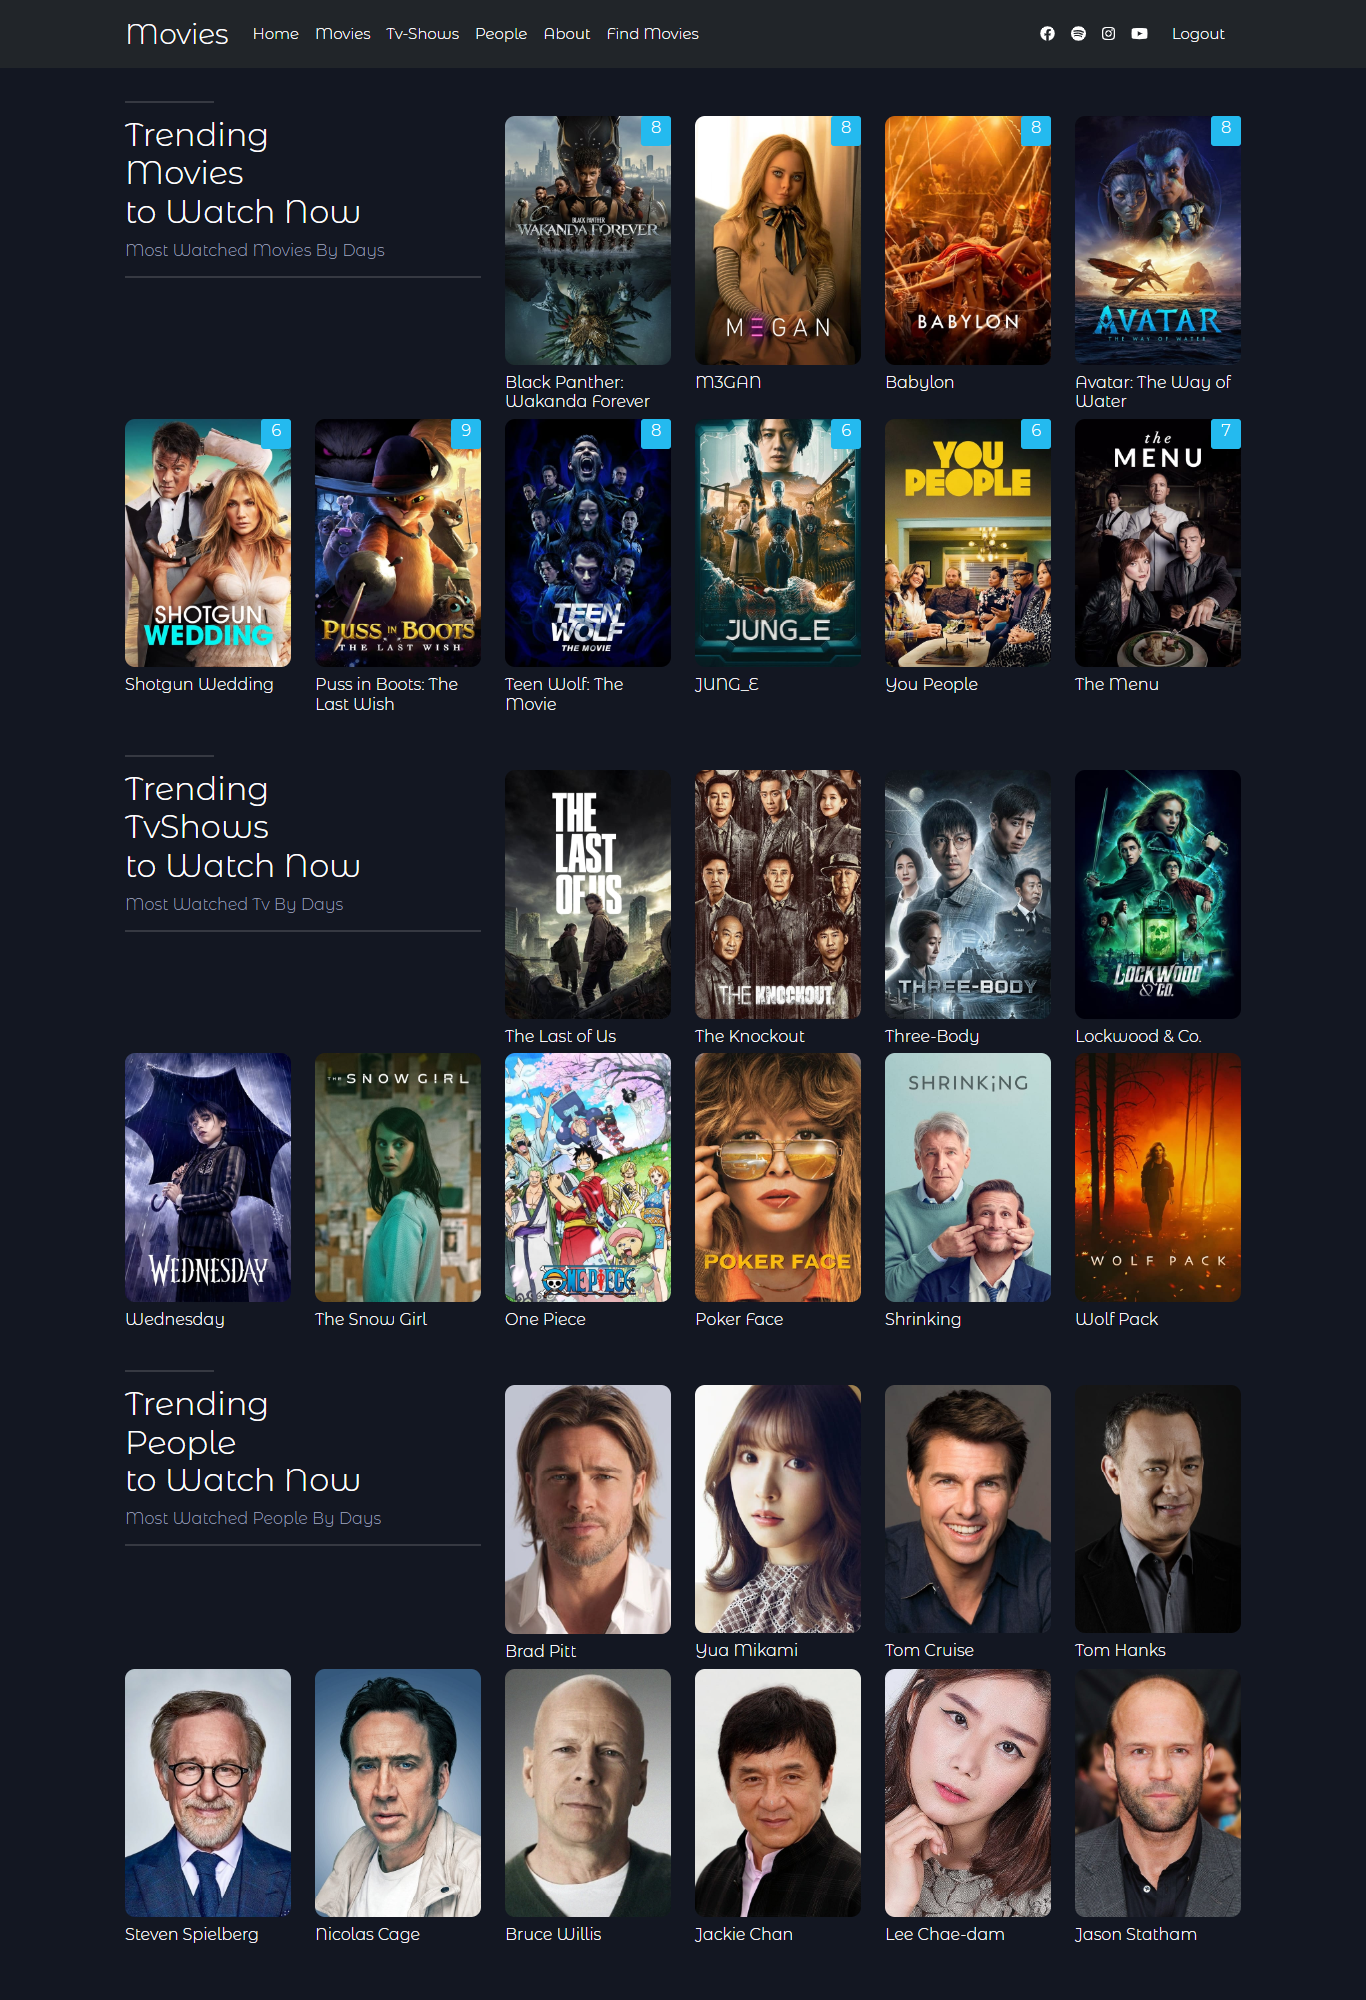 Movies Home Movies Tv-Shows People About Find Movies Logout
Trending
Movies
to Watch Now
Most Watched Movies By Days
8
BLACK PANTHER
WAKANDA FOREVER
Black Panther:
Wakanda Forever
8
MEGAN
M3GAN
8
BABYLON
Babylon
8
AVATAR
THE WAY OF WATER
Avatar: The Way of
Water
6
SHOTGUN
WEDDING
Shotgun Wedding
9
PUSS IN BOOTS
THE LAST WISH
Puss in Boots: The
Last Wish
8
TEEN
WOLF
THE MOVIE
Teen Wolf: The
Movie
6
JUNG_E
JUNG_E
6
YOU
PEOPLE
You People
7
the
MENU
The Menu
Trending
TvShows
to Watch Now
Most Watched Tv By Days
THE
LAST
OF US
The Last of Us
THE KNOCKOUT
The Knockout
THREE-BODY
Three-Body
LOCKWOOD
& CO.
Lockwood & Co.
WEDNESDAY
Wednesday
THE SNOW GIRL
The Snow Girl
ONE PIECE
One Piece
POKER FACE
Poker Face
SHRINKiNG
Shrinking
WOLF PACK
Wolf Pack
Trending
People
to Watch Now
Most Watched People By Days
Brad Pitt
Yua Mikami
Tom Cruise
Tom Hanks
Steven Spielberg
Nicolas Cage
Bruce Willis
Jackie Chan
Lee Chae-dam
Jason Statham